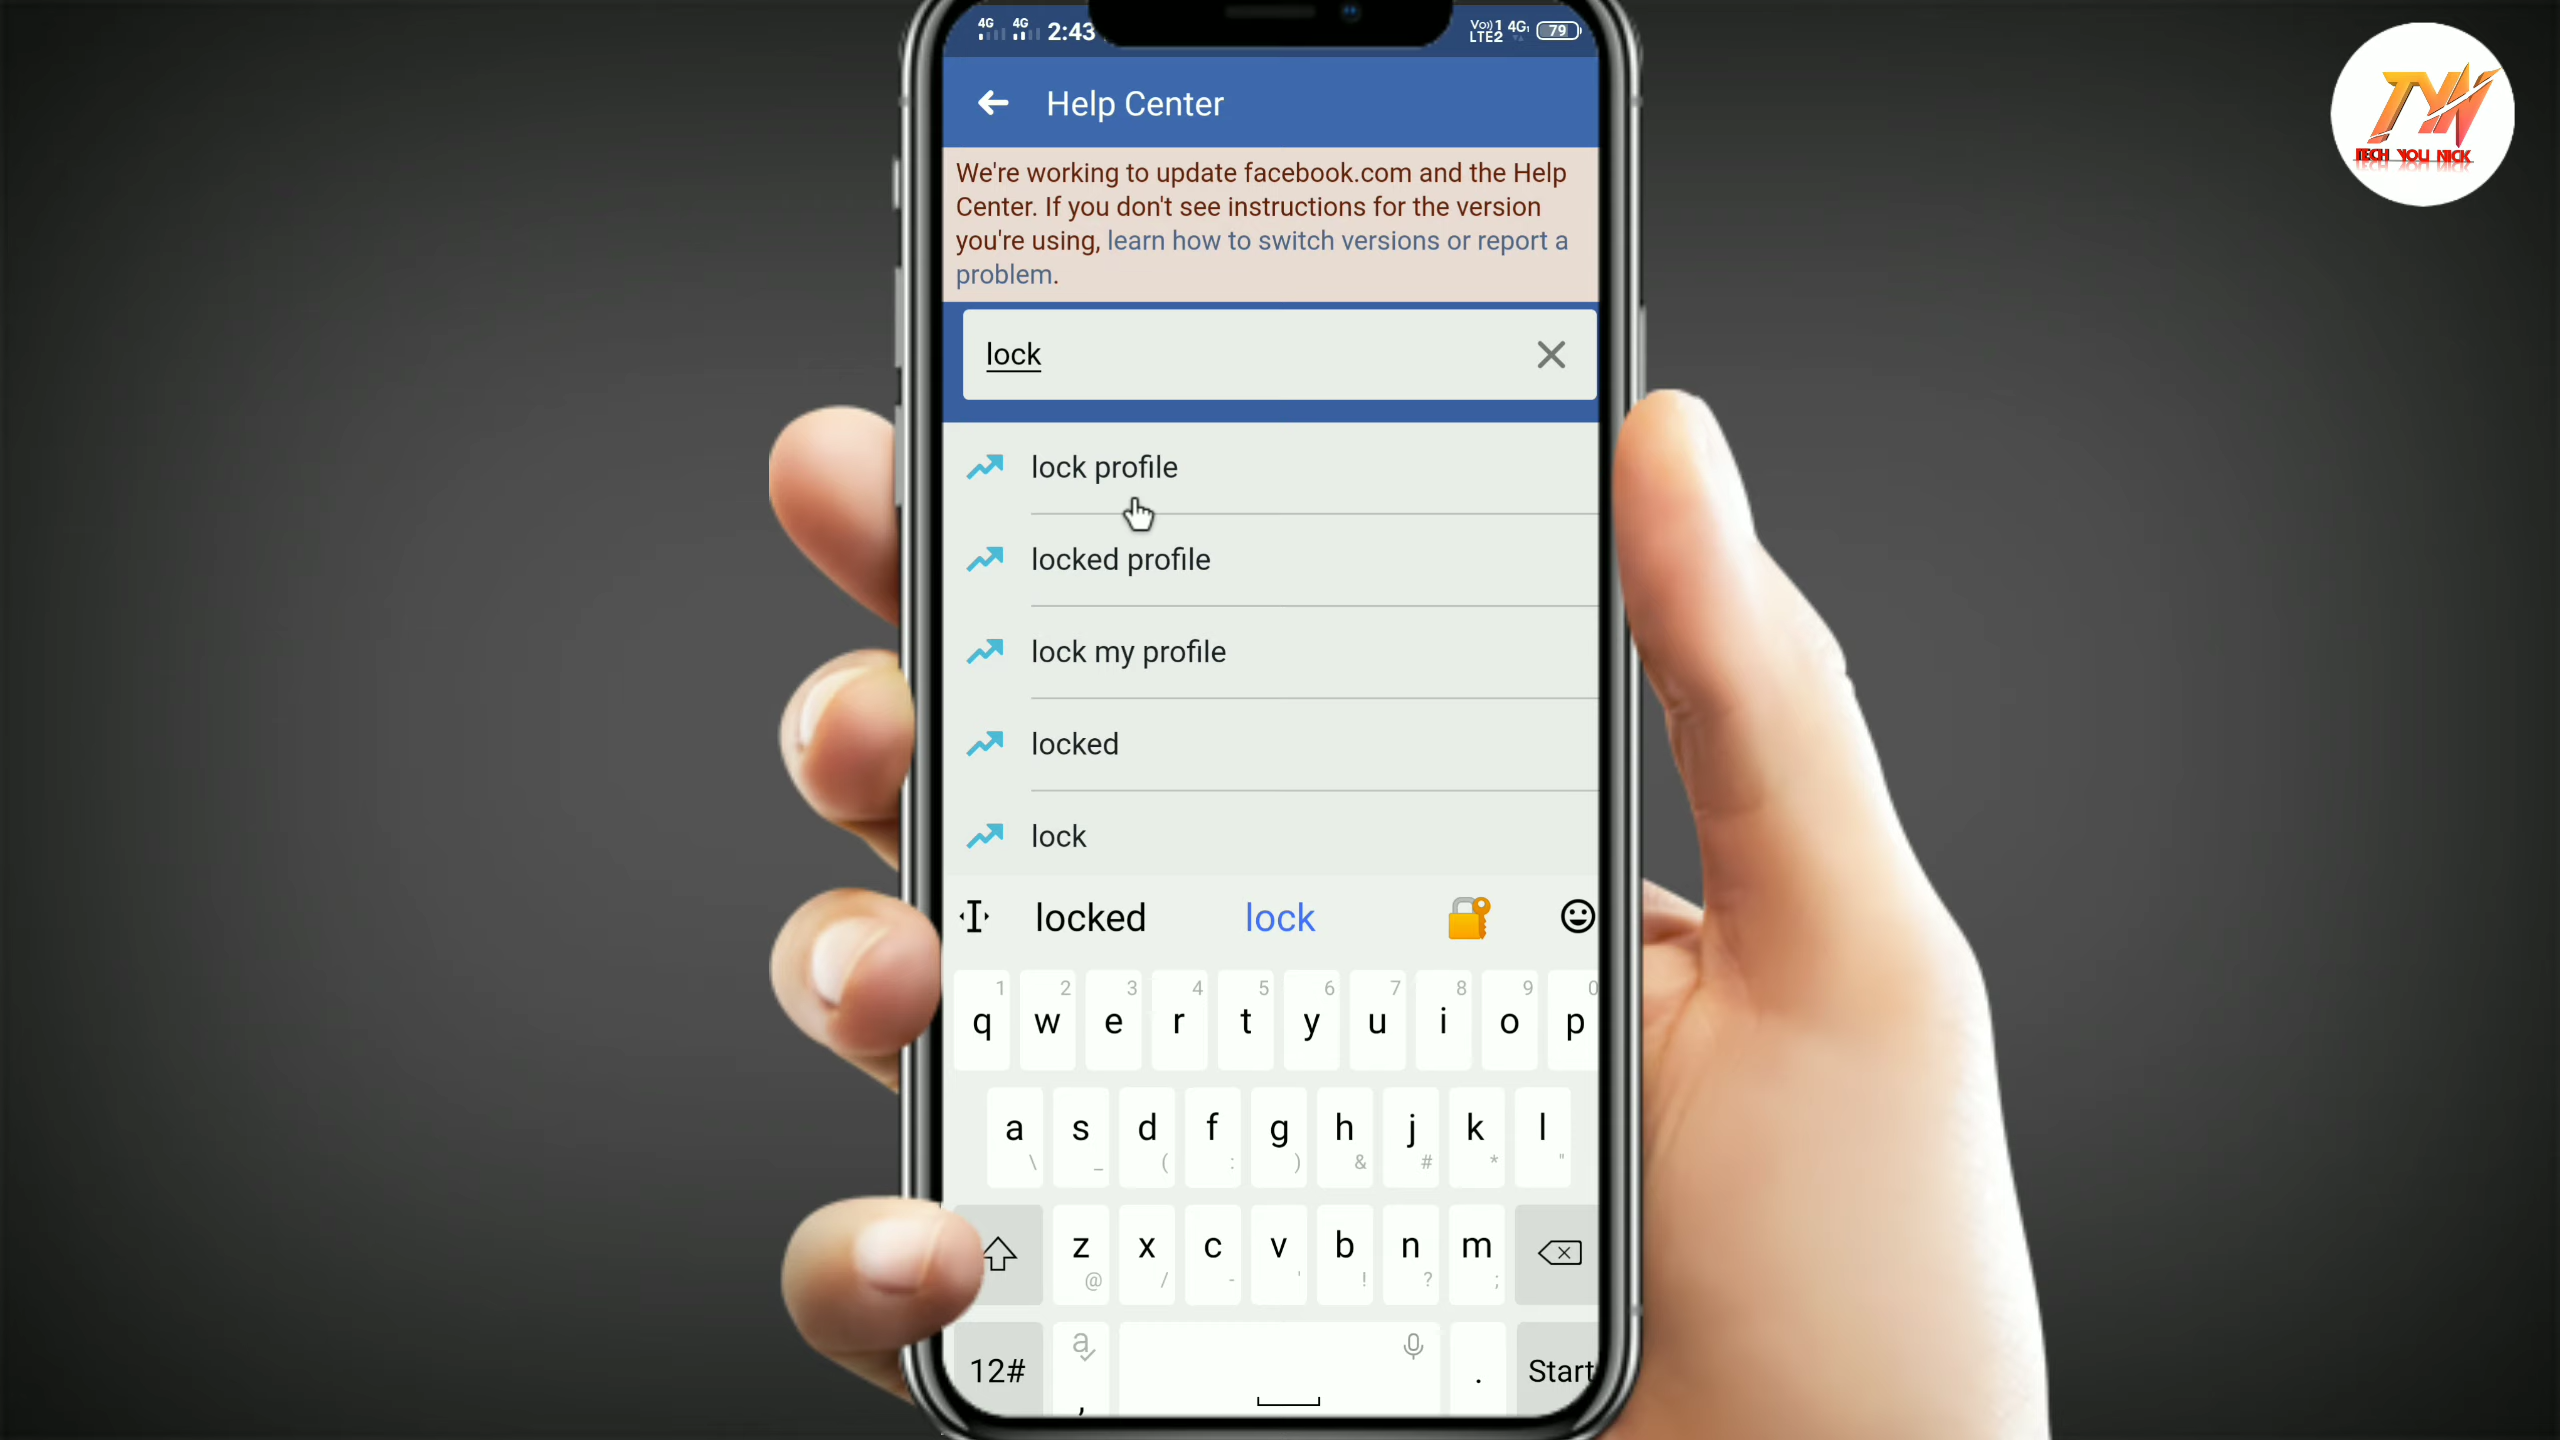 4G 4G 2:43
Vo)) 1 4G
LTE2
79
Help Center
TYN
TECH YOU NICK
We're working to update facebook.com and the Help
Center. If you don't see instructions for the version
you're using, learn how to switch versions or report a
problem.
lock
lock profile
locked profile
lock my profile
locked
lock
locked lock
1 2 3 4 5 6 7 8 9 0
q w e r t y u i o p
a s d f g h j k l
\ _ ( : ) & # * "
z x c v b n m
@ / - ' ! ? ;
a
12# , . Start